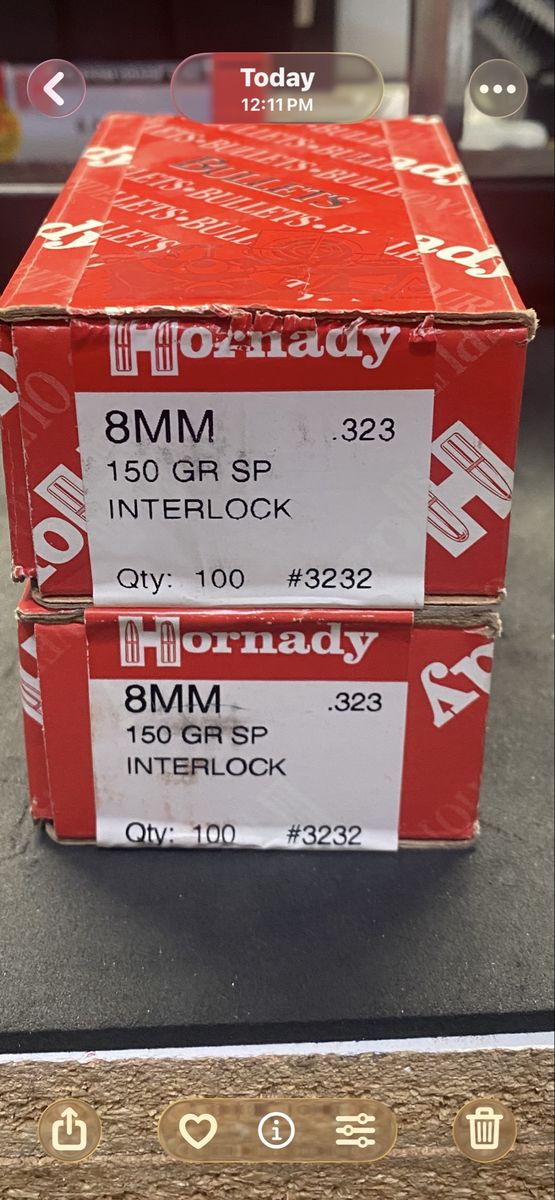 Today
12:11 PM
BULLETS
Hornady
8MM .323
150 GR SP
INTERLOCK
Qty: 100 #3232
Hornady
8MM .323
150 GR SP
INTERLOCK
Qty: 100 #3232